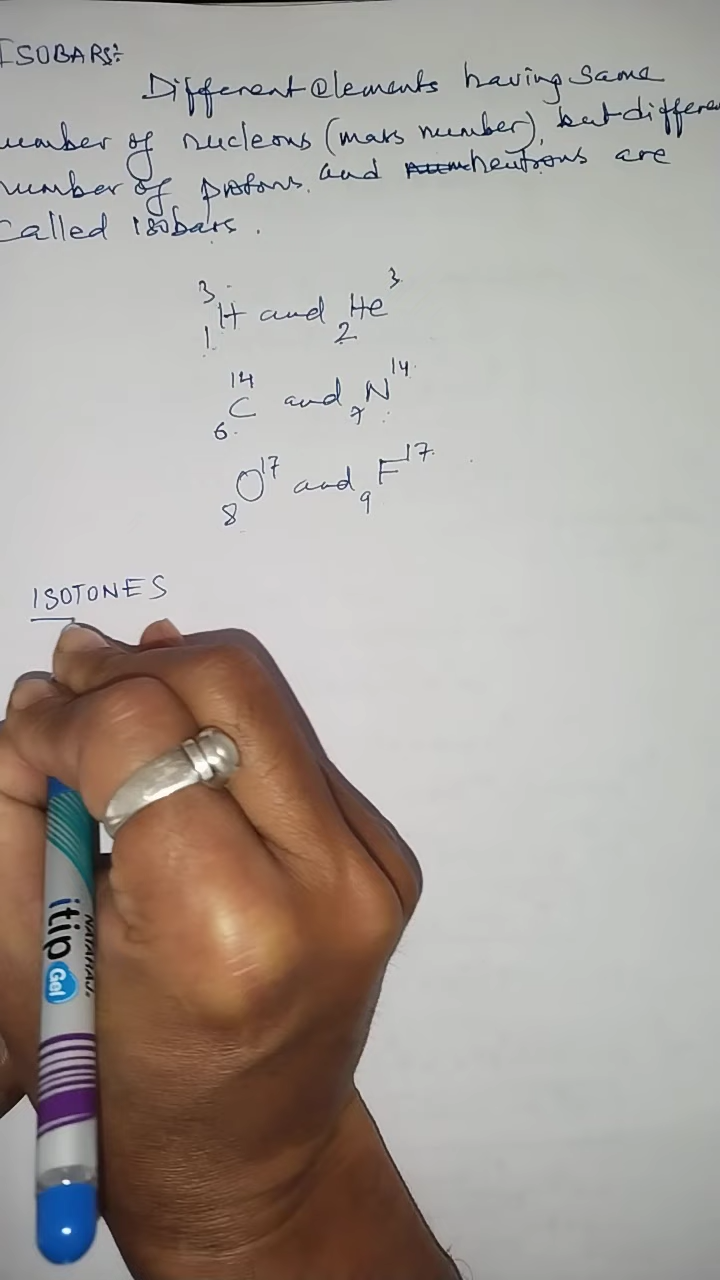 ISOBARS:
Different elements having same
number of nucleons (mass number), but differen
number of protons and neutrons are
called isobars.
3 1 H and 2 He 3
14 6 C and 7 N 14
8 O 17 and 9 F 17
ISOTONES
NATARAJ
itip
Gel